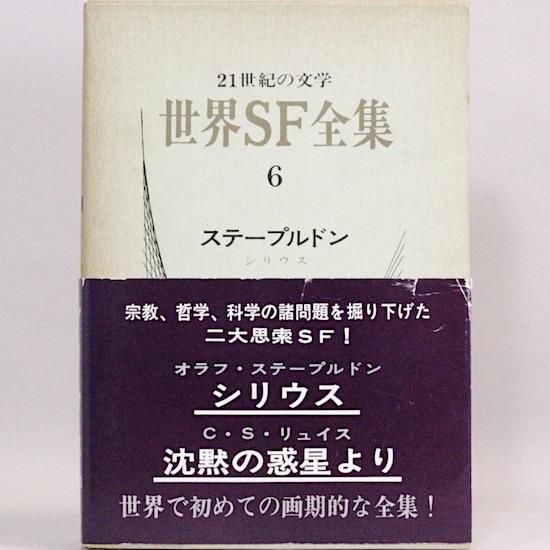 21世紀の文学
世界SF全集
6
ステープルドン
シリウス
宗教、哲学、科学の諸問題を掘り下げた
二大思索SF！
オラフ・ステープルドン
シリウス
C・S・リュイス
沈黙の惑星より
世界で初めての画期的な全集！